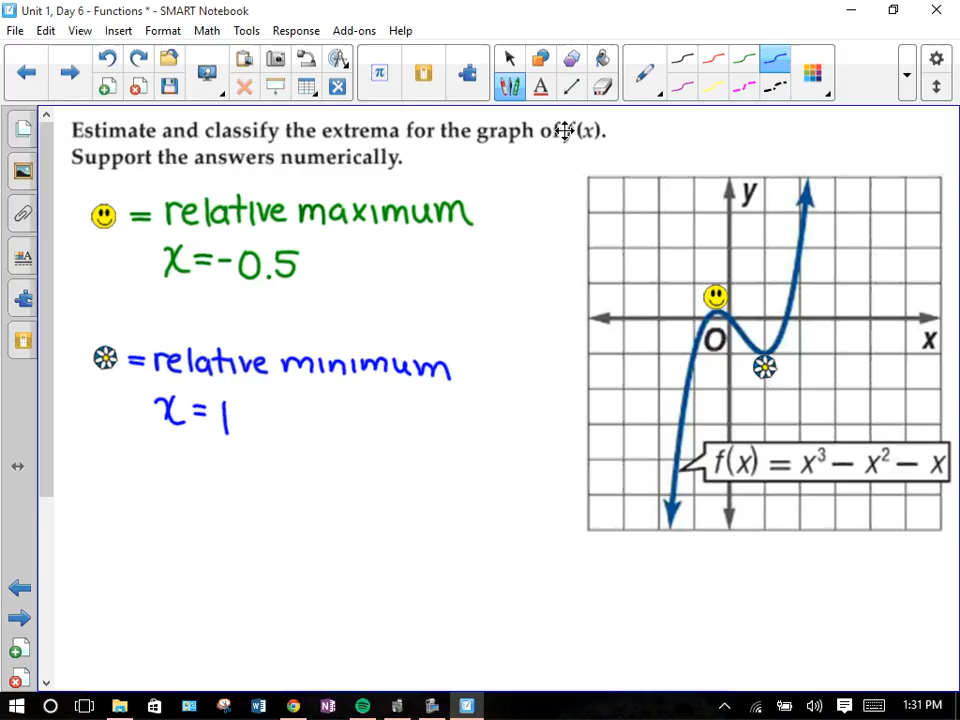 Unit 1, Day 6 - Functions * - SMART Notebook
File Edit View Insert Format Math Tools Response Add-ons Help
Estimate and classify the extrema for the graph of f(x).
Support the answers numerically.
= relative maximum
x = -0.5
= relative minimum
x = 1
y
O
x
f(x) = x³ − x² − x
1:31 PM